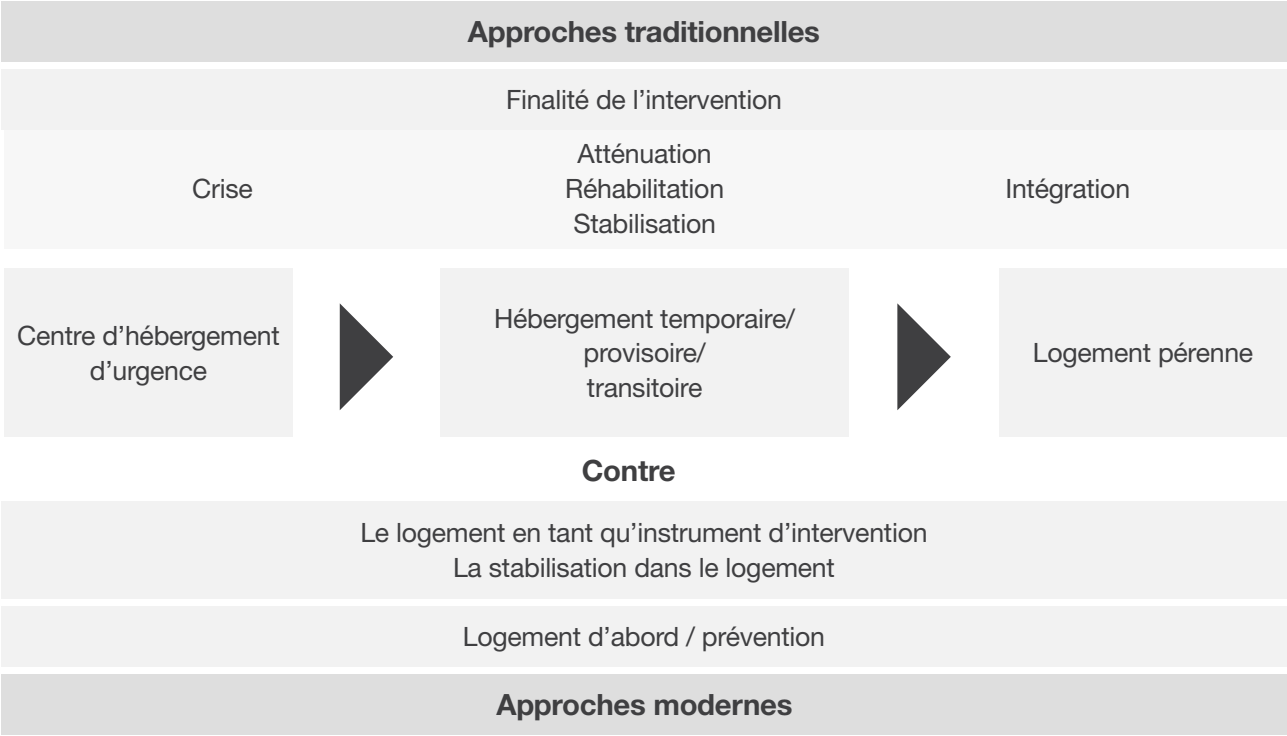 Approches traditionnelles
Finalité de l’intervention
Crise
Atténuation
Réhabilitation
Stabilisation
Intégration
Centre d’hébergement
d’urgence
Hébergement temporaire/
provisoire/
transitoire
Logement pérenne
Contre
Le logement en tant qu’instrument d’intervention
La stabilisation dans le logement
Logement d’abord / prévention
Approches modernes